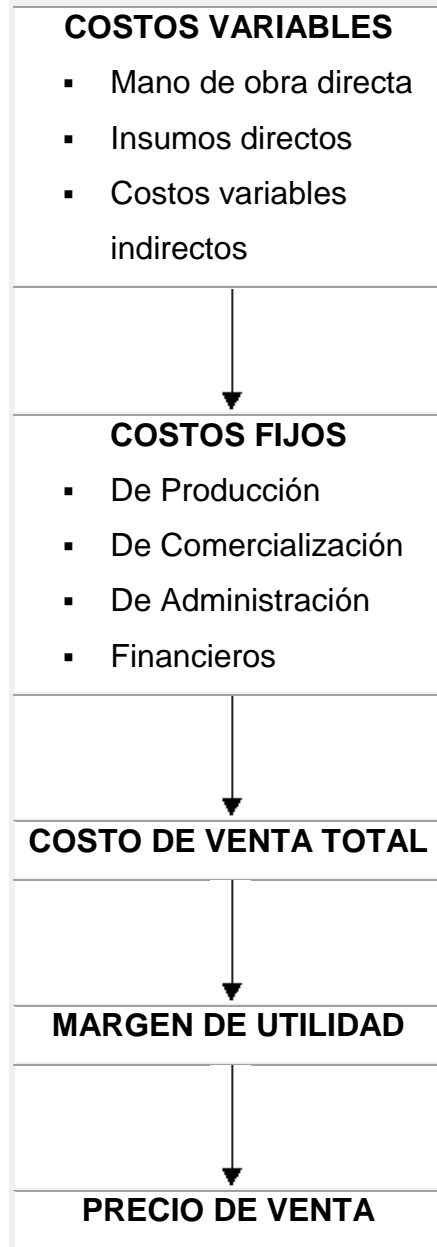 COSTOS VARIABLES
▪ Mano de obra directa
▪ Insumos directos
▪ Costos variables
indirectos
COSTOS FIJOS
▪ De Producción
▪ De Comercialización
▪ De Administración
▪ Financieros
COSTO DE VENTA TOTAL
MARGEN DE UTILIDAD
PRECIO DE VENTA